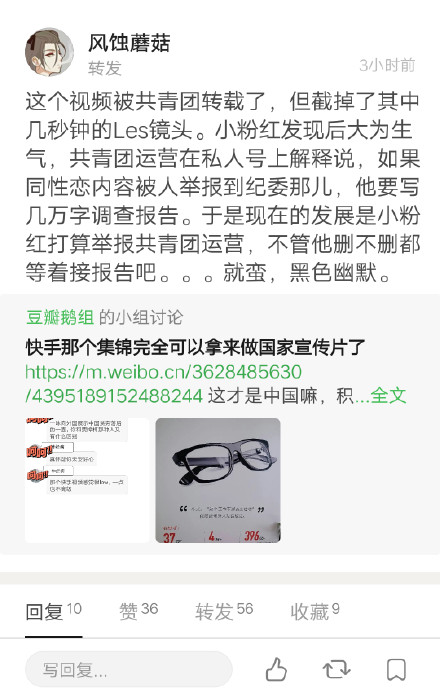 风蚀蘑菇
转发
3小时前
这个视频被共青团转载了，但截掉了其中
几秒钟的Les镜头。小粉红发现后大为生
气，共青团运营在私人号上解释说，如果
同性恋内容被人举报到纪委那儿，他要写
几万字调查报告。于是现在的发展是小粉
红打算举报共青团运营，不管他删不删都
等着接报告吧。。。就蛮，黑色幽默。
豆瓣鹅组 的小组讨论
快手那个集锦完全可以拿来做国家宣传片了
https://m.weibo.cn/3628485630
/4395189152488244 这才是中国嘛，积...全文
37
4
396
回复 10
赞 36
转发 56
收藏 9
写回复...